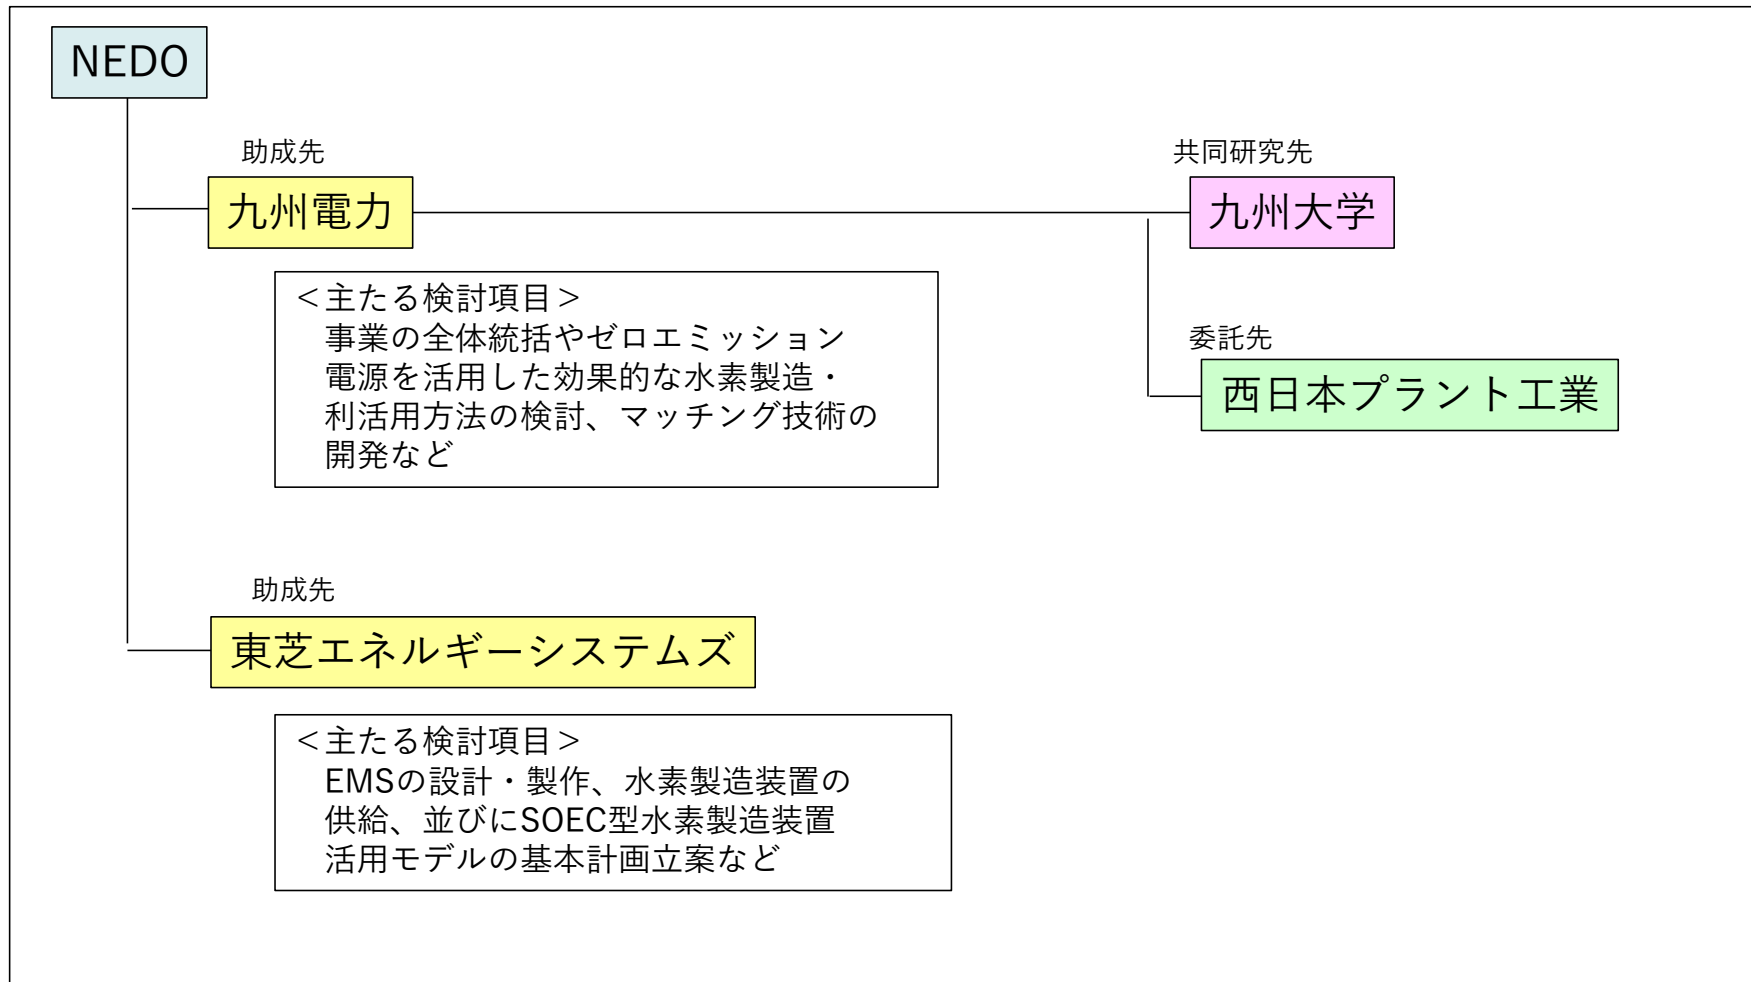 NEDO
助成先
九州電力
共同研究先
九州大学
＜主たる検討項目＞
事業の全体統括やゼロエミッション
電源を活用した効果的な水素製造・
利活用方法の検討、マッチング技術の
開発など
委託先
西日本プラント工業
助成先
東芝エネルギーシステムズ
＜主たる検討項目＞
EMSの設計・製作、水素製造装置の
供給、並びにSOEC型水素製造装置
活用モデルの基本計画立案など